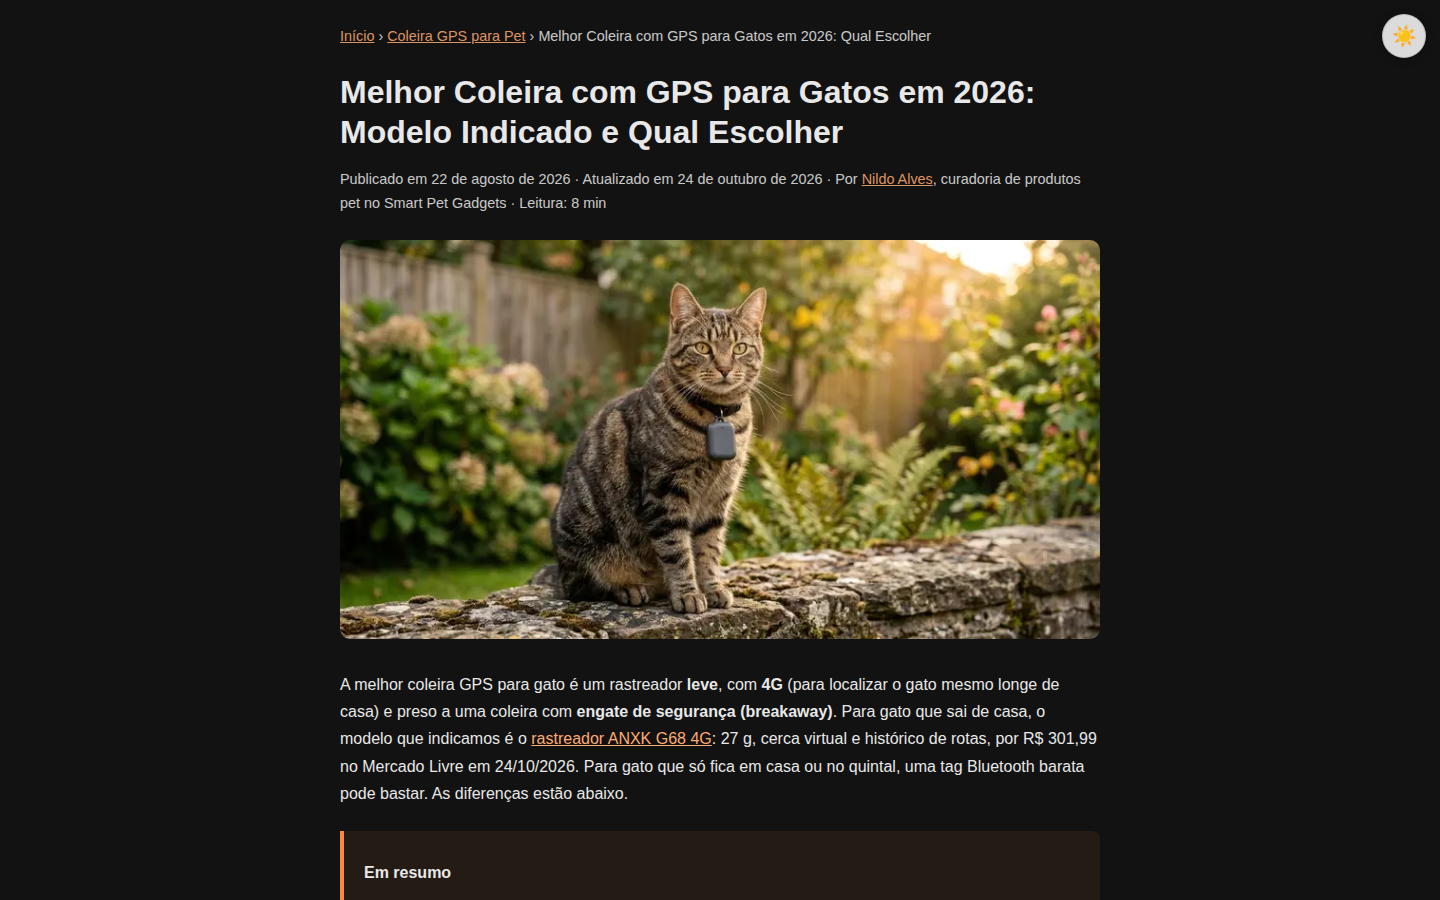 Início › Coleira GPS para Pet › Melhor Coleira com GPS para Gatos em 2026: Qual Escolher
Melhor Coleira com GPS para Gatos em 2026:
Modelo Indicado e Qual Escolher
Publicado em 22 de agosto de 2026 · Atualizado em 24 de outubro de 2026 · Por Nildo Alves, curadoria de produtos
pet no Smart Pet Gadgets · Leitura: 8 min
A melhor coleira GPS para gato é um rastreador leve, com 4G (para localizar o gato mesmo longe de
casa) e preso a uma coleira com engate de segurança (breakaway). Para gato que sai de casa, o
modelo que indicamos é o rastreador ANXK G68 4G: 27 g, cerca virtual e histórico de rotas, por R$ 301,99
no Mercado Livre em 24/10/2026. Para gato que só fica em casa ou no quintal, uma tag Bluetooth barata
pode bastar. As diferenças estão abaixo.
Em resumo